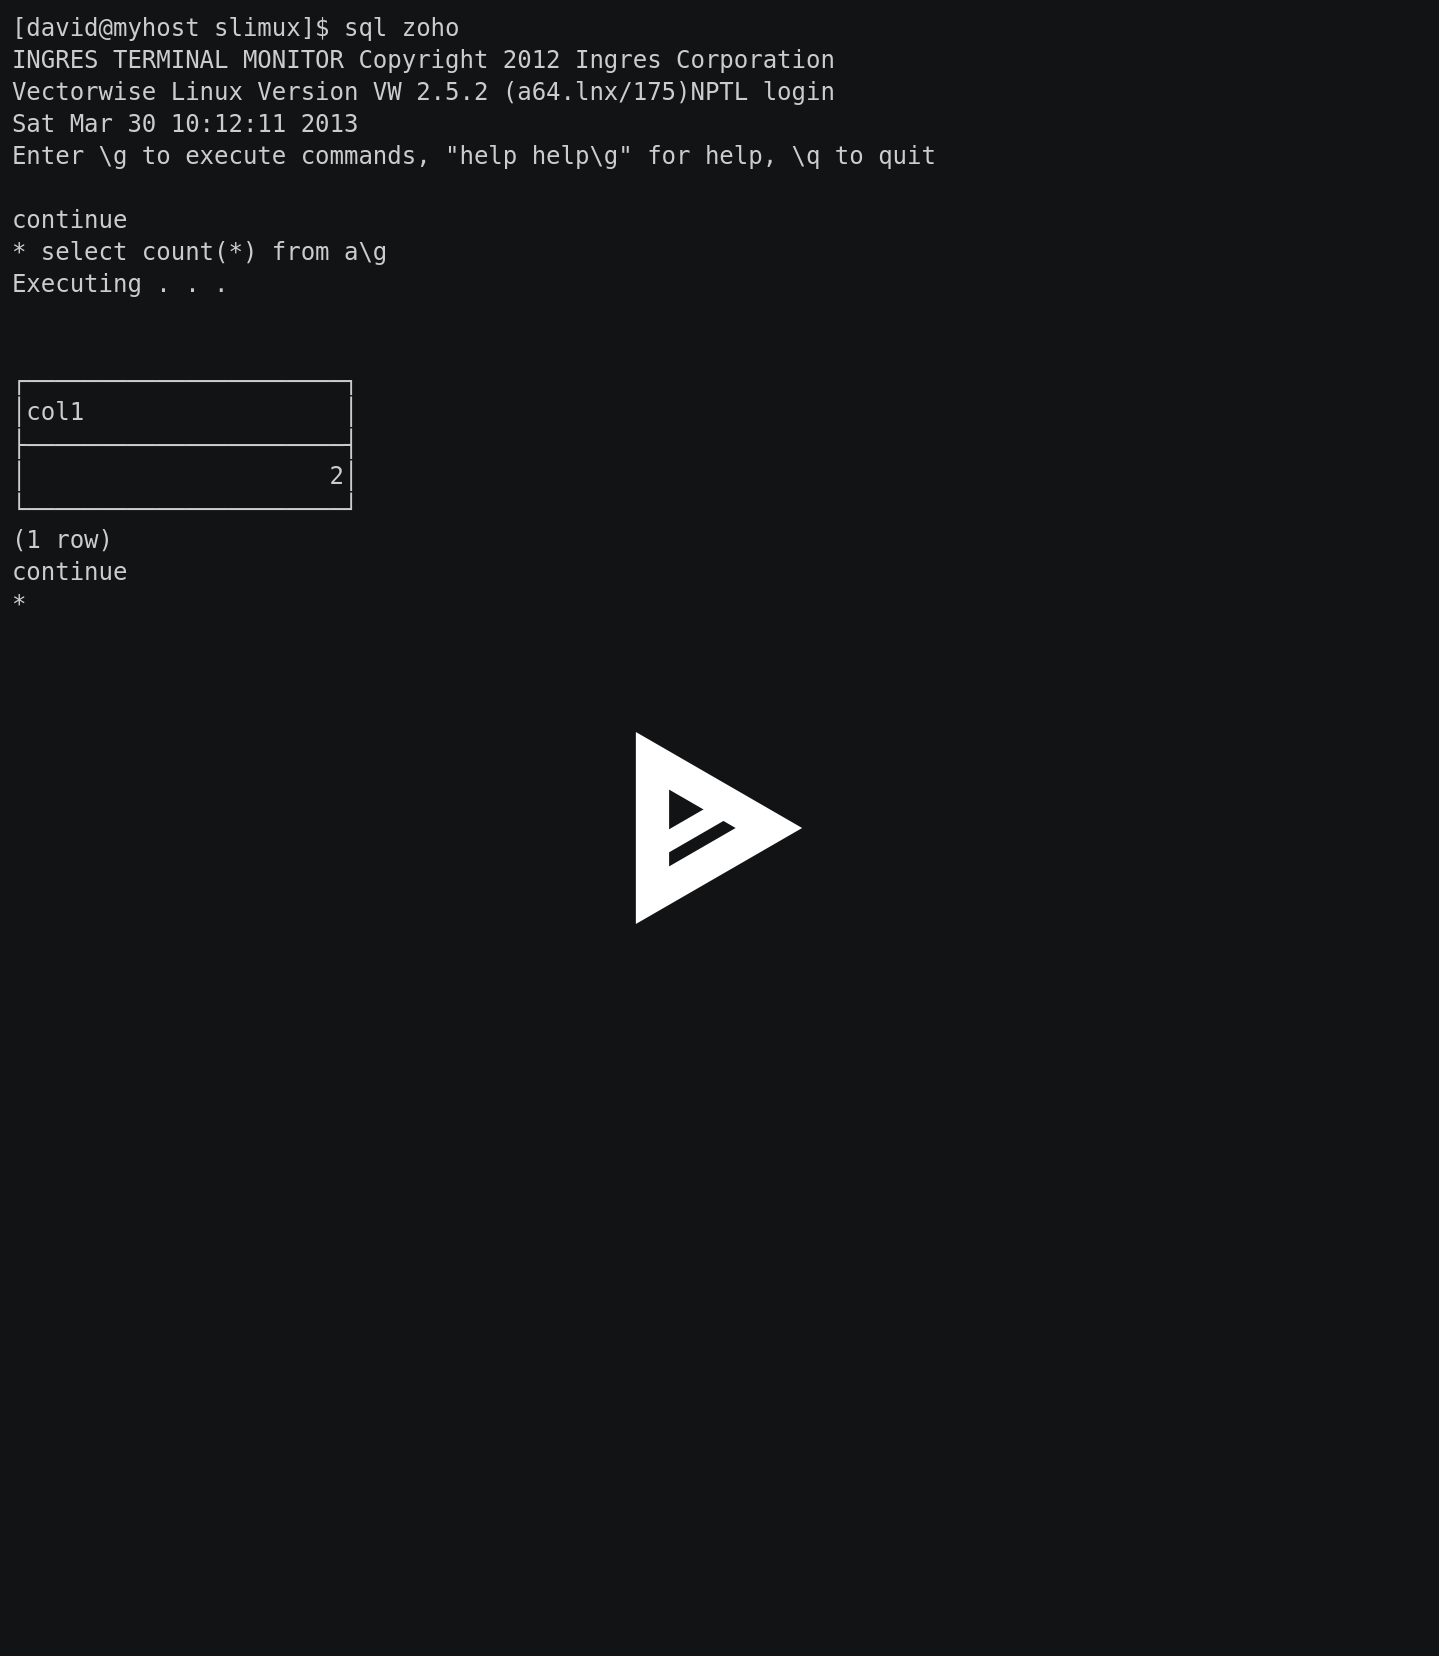 [david@myhost slimux]$ sql zoho
INGRES TERMINAL MONITOR Copyright 2012 Ingres Corporation
Vectorwise Linux Version VW 2.5.2 (a64.lnx/175)NPTL login
Sat Mar 30 10:12:11 2013
Enter \g to execute commands, "help help\g" for help, \q to quit
continue
* select count(*) from a\g
Executing . . .
col1
2
(1 row)
continue
*